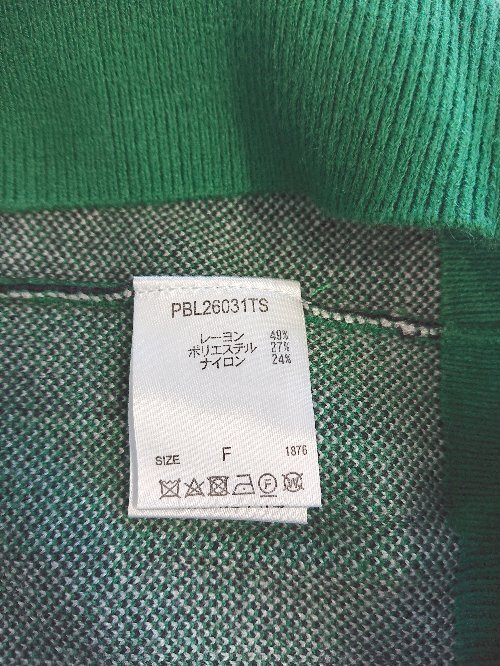 PBL26031TS
レーヨン 49%
ポリエステル 27%
ナイロン 24%
SIZE F 1876
F W